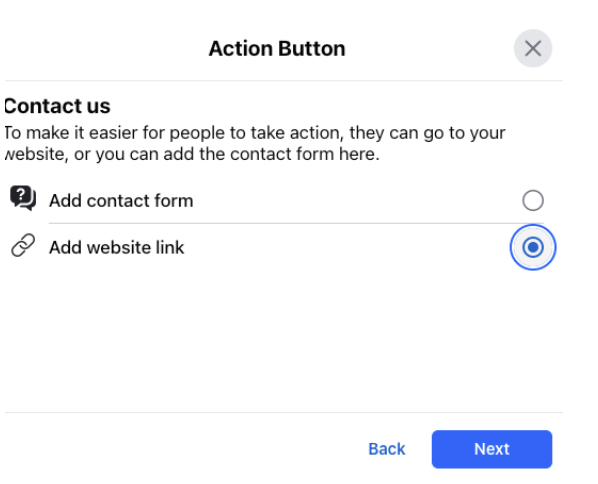 Action Button
Contact us
To make it easier for people to take action, they can go to your
website, or you can add the contact form here.
Add contact form
Add website link
Back
Next